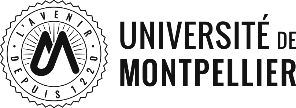 · L'AVENIR ·
DEPUIS 1220
UNIVERSITÉ DE
MONTPELLIER